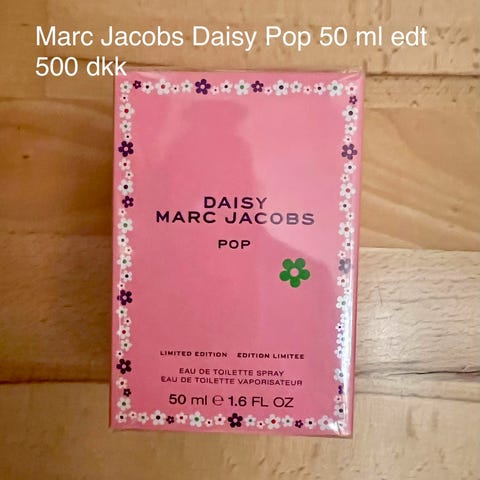 Marc Jacobs Daisy Pop 50 ml edt
500 dkk
DAISY
MARC JACOBS
POP
LIMITED EDITION EDITION LIMITEE
EAU DE TOILETTE SPRAY
EAU DE TOILETTE VAPORISATEUR
50 ml ℮ 1.6 FL OZ